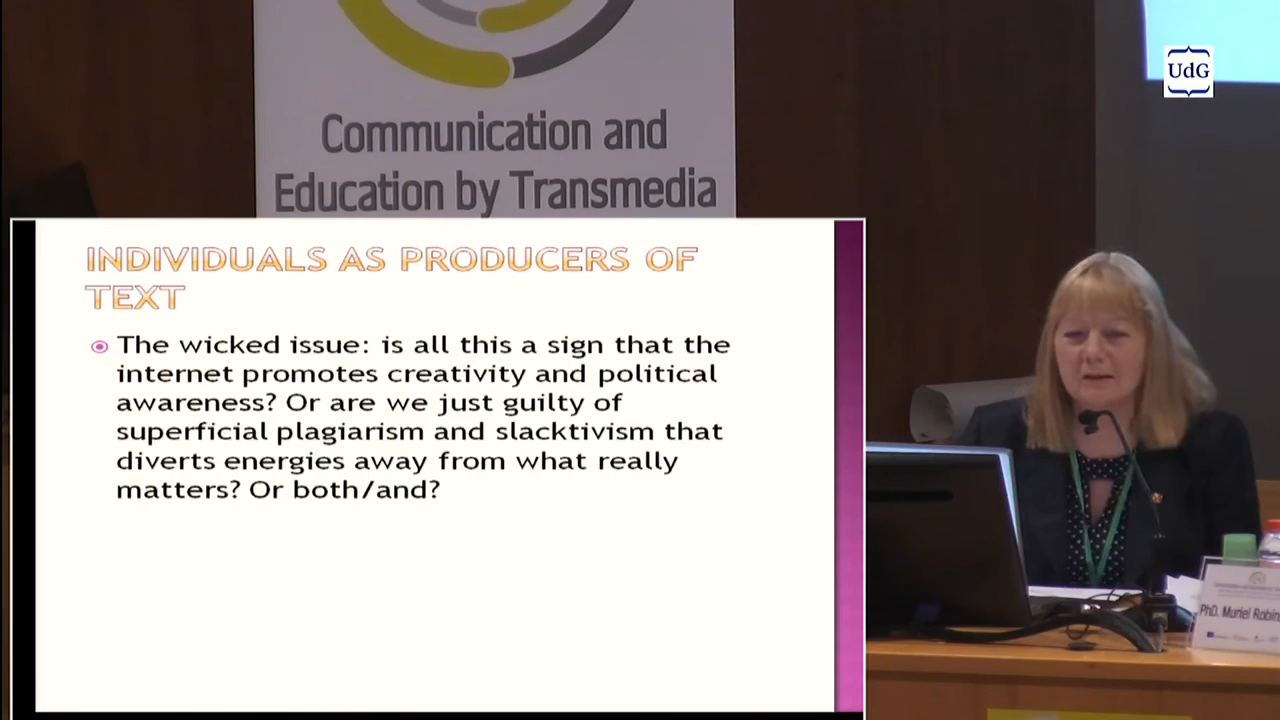 UdG
Communication and
Education by Transmedia
INDIVIDUALS AS PRODUCERS OF
TEXT
The wicked issue: is all this a sign that the
internet promotes creativity and political
awareness? Or are we just guilty of
superficial plagiarism and slacktivism that
diverts energies away from what really
matters? Or both/and?
PhD. Muriel